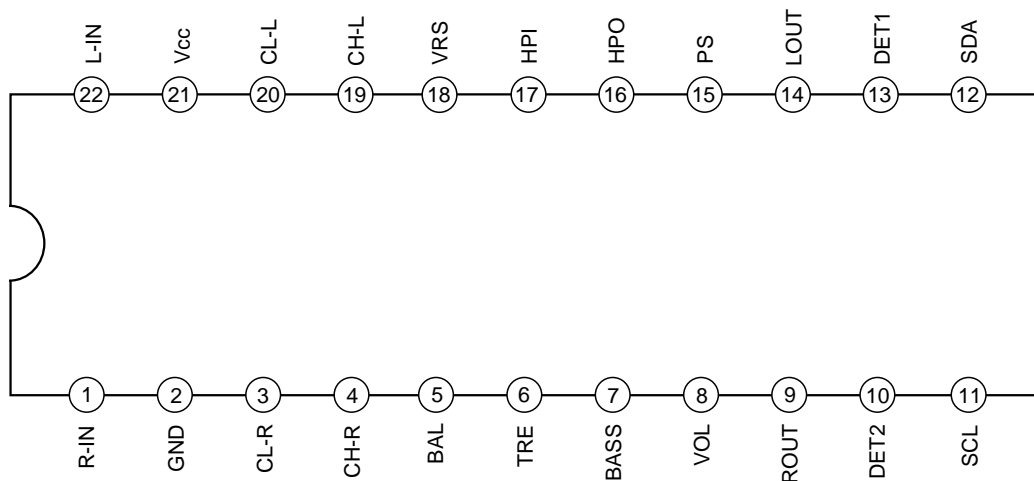 L-IN
Vcc
CL-L
CH-L
VRS
HPI
HPO
PS
LOUT
DET1
SDA
22
21
20
19
18
17
16
15
14
13
12
1
2
3
4
5
6
7
8
9
10
11
R-IN
GND
CL-R
CH-R
BAL
TRE
BASS
VOL
ROUT
DET2
SCL